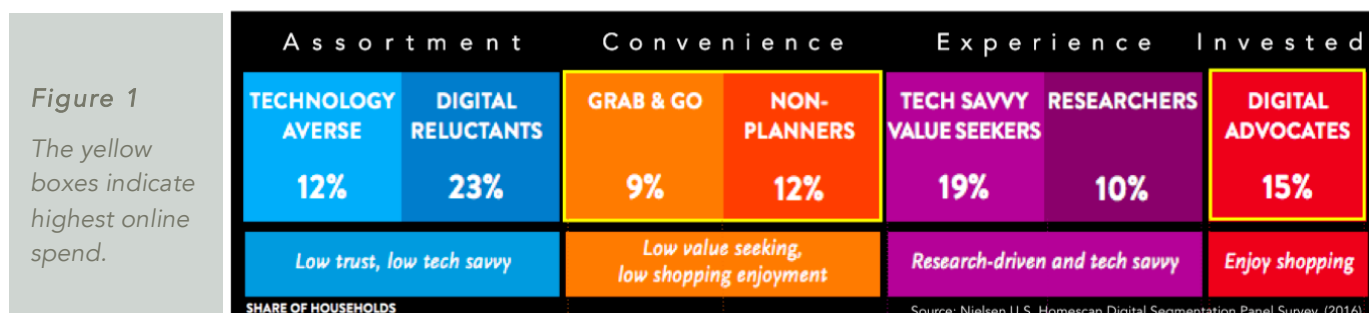 Figure 1
The yellow
boxes indicate
highest online
spend.
Assortment Convenience Experience Invested
TECHNOLOGY
AVERSE
12%
DIGITAL
RELUCTANTS
23%
GRAB & GO
9%
NON-
PLANNERS
12%
TECH SAVVY
VALUE SEEKERS
19%
RESEARCHERS
10%
DIGITAL
ADVOCATES
15%
Low trust, low tech savvy
Low value seeking,
low shopping enjoyment
Research-driven and tech savvy
Enjoy shopping
SHARE OF HOUSEHOLDS
Source: Nielsen U.S. Homescan Digital Segmentation Panel Survey, (2016)